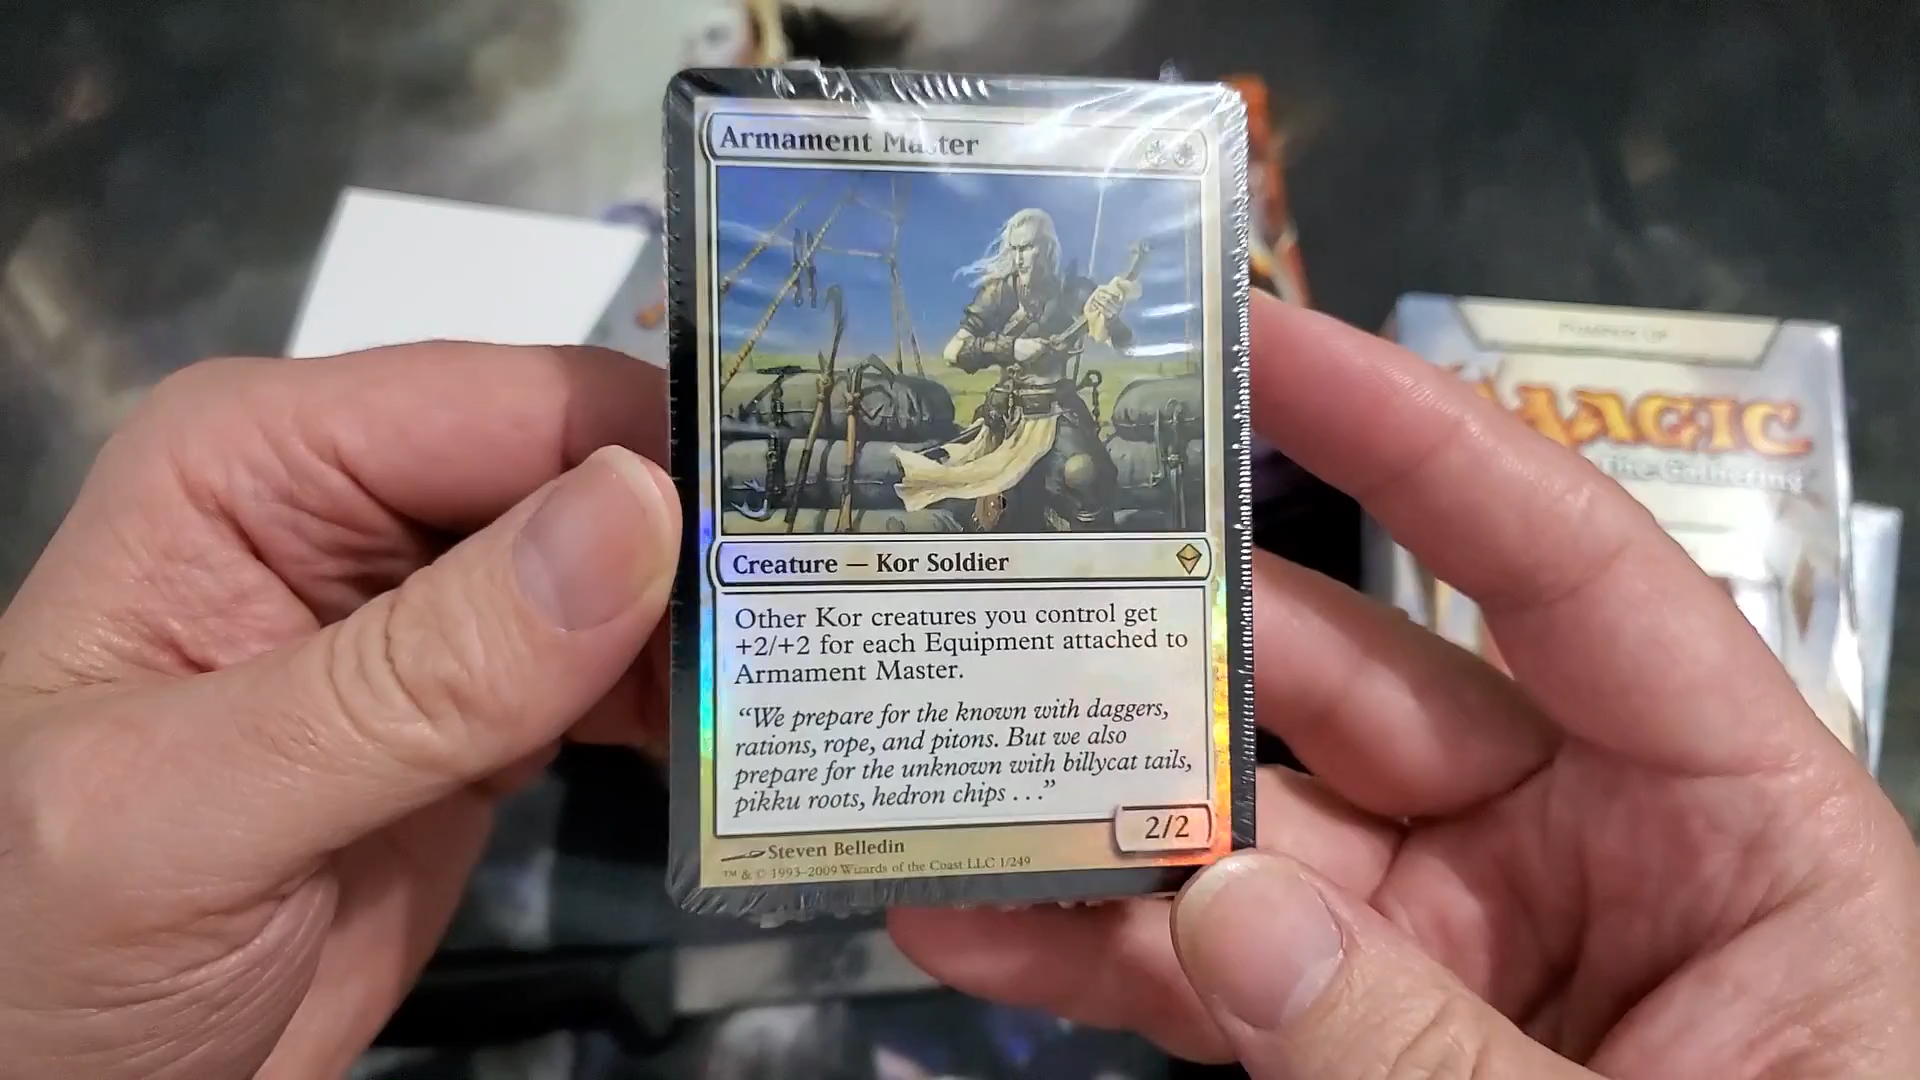 Armament Master
Creature — Kor Soldier
Other Kor creatures you control get
+2/+2 for each Equipment attached to
Armament Master.
“We prepare for the known with daggers,
rations, rope, and pitons. But we also
prepare for the unknown with billycat tails,
pikku roots, hedron chips . . .”
2/2
Steven Belledin
™ & © 1993–2009 Wizards of the Coast LLC 1/249
MAGIC
The Gathering